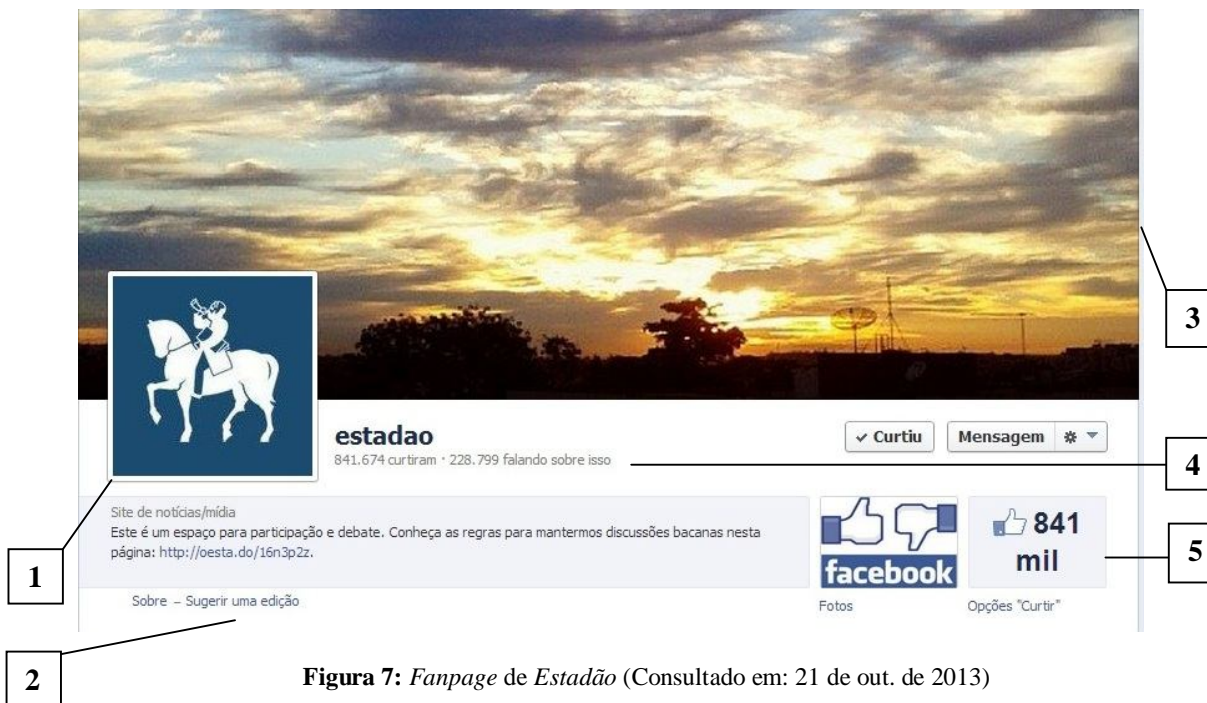 3
estadao
✓ Curtiu
Mensagem
841.674 curtiram · 228.799 falando sobre isso
4
Site de notícias/mídia
Este é um espaço para participação e debate. Conheça as regras para mantermos discussões bacanas nesta
página: http://oesta.do/16n3p2z.
facebook
841
mil
5
1
Sobre – Sugerir uma edição
Fotos
Opções "Curtir"
2
Figura 7: Fanpage de Estadão (Consultado em: 21 de out. de 2013)